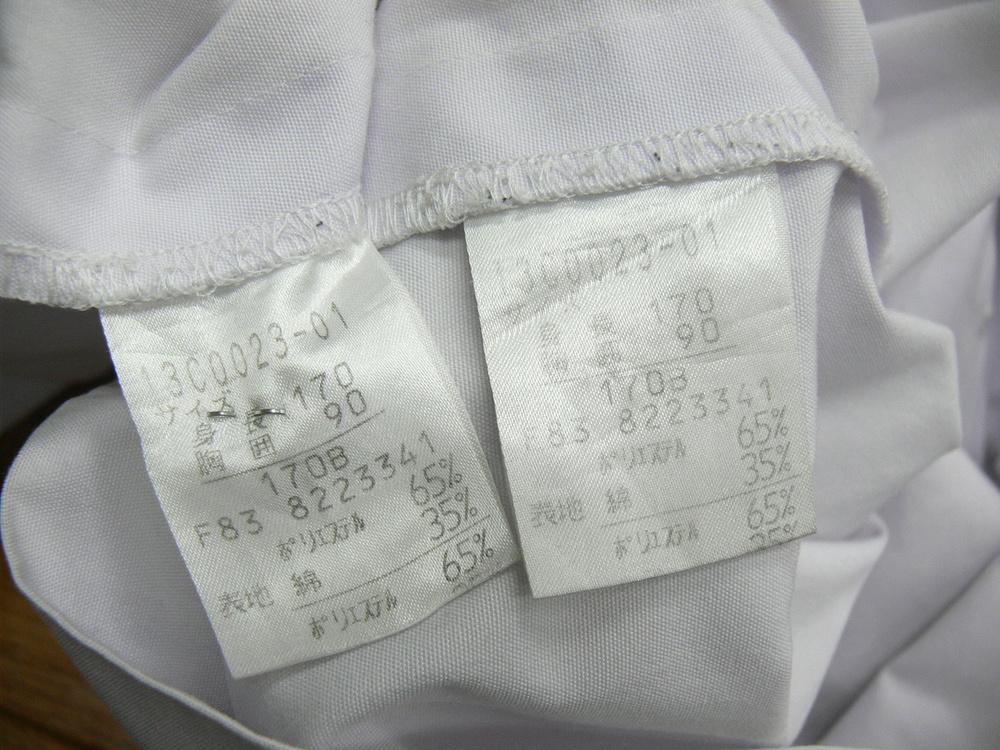 13C0023-01
サイズ
身長 170
胸囲 90
170B
F83 8223341
ポリエステル 65%
表地 綿 35%
ポリエステル 65%
13C0023-01
身長 170
90
170B
F83 8223341
ポリエステル 65%
表地 綿 35%
ポリエステル 65%
35%